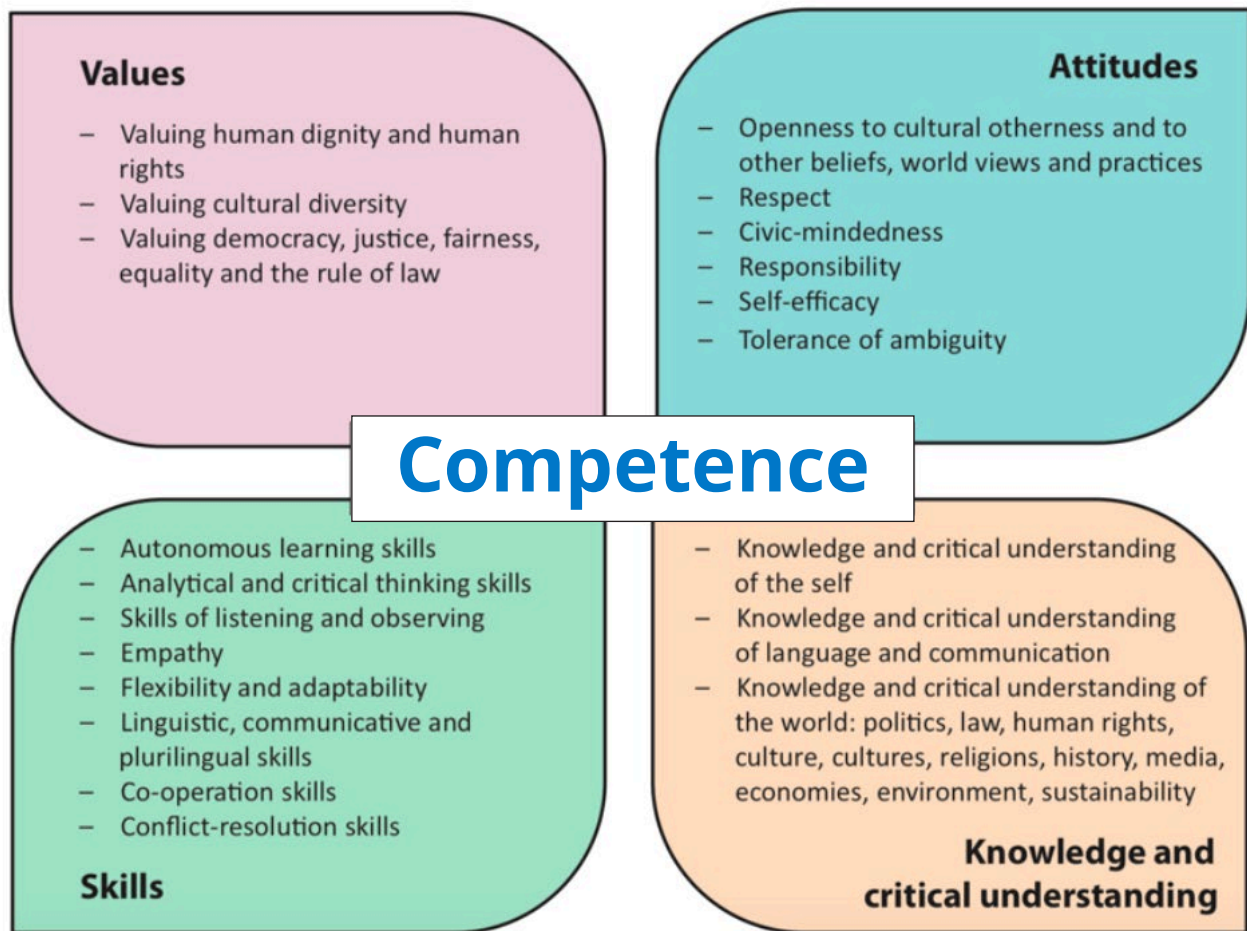 Values
– Valuing human dignity and human
rights
– Valuing cultural diversity
– Valuing democracy, justice, fairness,
equality and the rule of law
Attitudes
– Openness to cultural otherness and to
other beliefs, world views and practices
– Respect
– Civic-mindedness
– Responsibility
– Self-efficacy
– Tolerance of ambiguity
Competence
– Autonomous learning skills
– Analytical and critical thinking skills
– Skills of listening and observing
– Empathy
– Flexibility and adaptability
– Linguistic, communicative and
plurilingual skills
– Co-operation skills
– Conflict-resolution skills
Skills
– Knowledge and critical understanding
of the self
– Knowledge and critical understanding
of language and communication
– Knowledge and critical understanding of
the world: politics, law, human rights,
culture, cultures, religions, history, media,
economies, environment, sustainability
Knowledge and
critical understanding